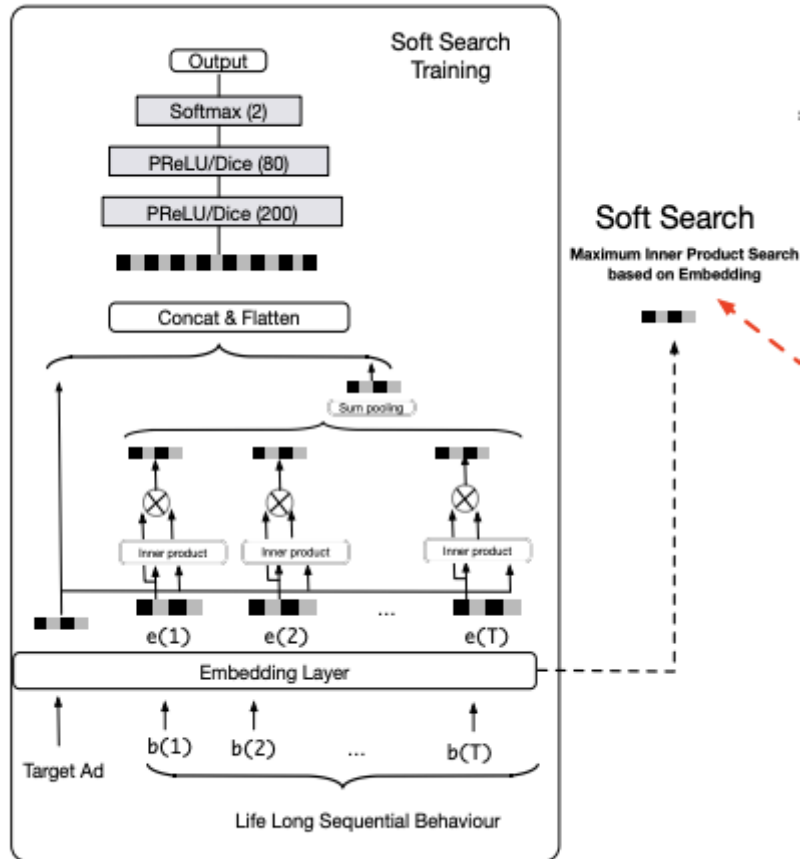 Soft Search
Training
Output
Softmax (2)
PReLU/Dice (80)
PReLU/Dice (200)
Soft Search
Maximum Inner Product Search
based on Embedding
Concat & Flatten
Sum pooling
Inner product
Inner product
Inner product
...
e(1)
e(2)
e(T)
Embedding Layer
b(1)
b(2)
...
b(T)
Target Ad
Life Long Sequential Behaviour